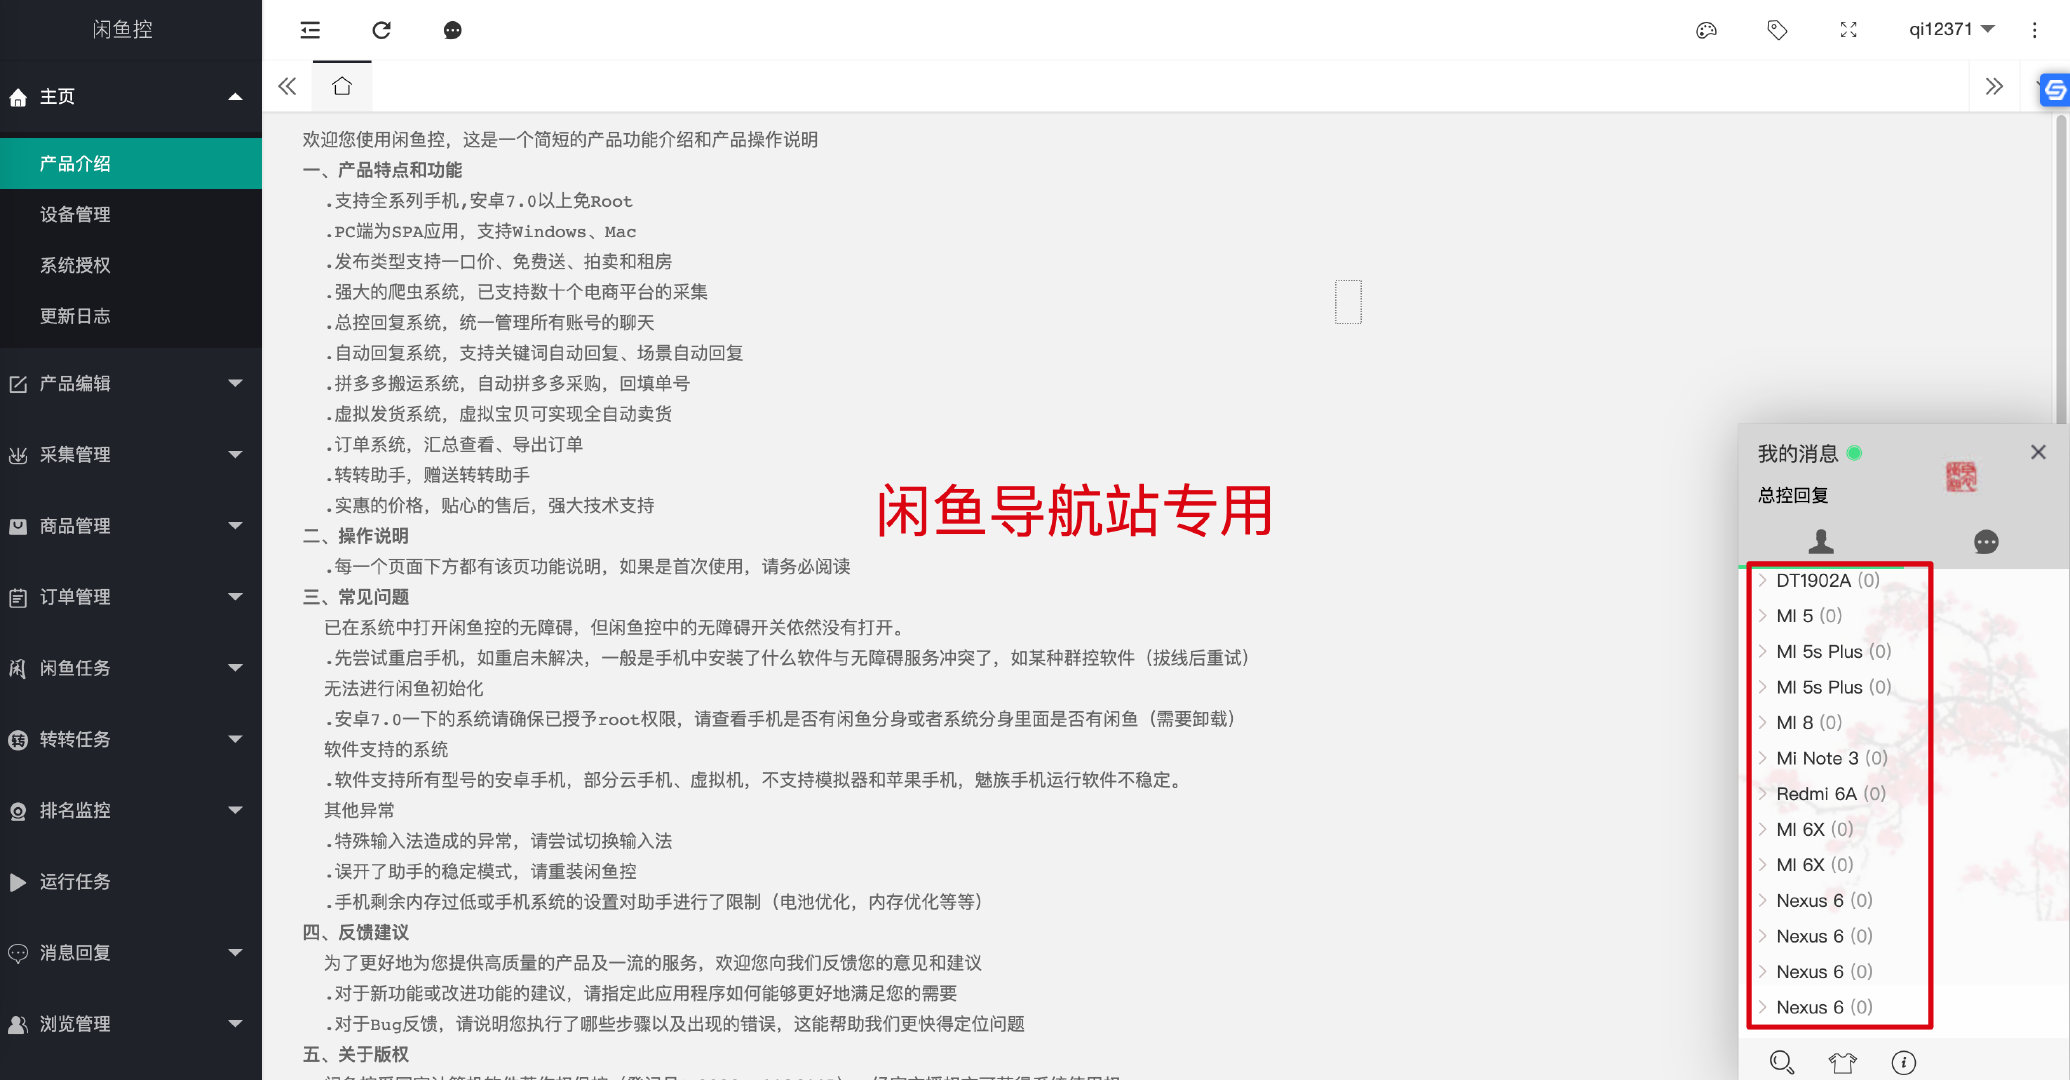 闲鱼控
qi12371
主页
产品介绍
设备管理
系统授权
更新日志
产品编辑
采集管理
商品管理
订单管理
闲鱼任务
转转任务
排名监控
运行任务
消息回复
浏览管理
欢迎您使用闲鱼控，这是一个简短的产品功能介绍和产品操作说明
一、产品特点和功能
.支持全系列手机,安卓7.0以上免Root
.PC端为SPA应用，支持Windows、Mac
.发布类型支持一口价、免费送、拍卖和租房
.强大的爬虫系统，已支持数十个电商平台的采集
.总控回复系统，统一管理所有账号的聊天
.自动回复系统，支持关键词自动回复、场景自动回复
.拼多多搬运系统，自动拼多多采购，回填单号
.虚拟发货系统，虚拟宝贝可实现全自动卖货
.订单系统，汇总查看、导出订单
.转转助手，赠送转转助手
.实惠的价格，贴心的售后，强大技术支持
二、操作说明
.每一个页面下方都有该页功能说明，如果是首次使用，请务必阅读
三、常见问题
已在系统中打开闲鱼控的无障碍，但闲鱼控中的无障碍开关依然没有打开。
.先尝试重启手机，如重启未解决，一般是手机中安装了什么软件与无障碍服务冲突了，如某种群控软件（拔线后重试）
无法进行闲鱼初始化
.安卓7.0一下的系统请确保已授予root权限，请查看手机是否有闲鱼分身或者系统分身里面是否有闲鱼（需要卸载）
软件支持的系统
.软件支持所有型号的安卓手机，部分云手机、虚拟机，不支持模拟器和苹果手机，魅族手机运行软件不稳定。
其他异常
.特殊输入法造成的异常，请尝试切换输入法
.误开了助手的稳定模式，请重装闲鱼控
.手机剩余内存过低或手机系统的设置对助手进行了限制（电池优化，内存优化等等）
四、反馈建议
为了更好地为您提供高质量的产品及一流的服务，欢迎您向我们反馈您的意见和建议
.对于新功能或改进功能的建议，请指定此应用程序如何能够更好地满足您的需要
.对于Bug反馈，请说明您执行了哪些步骤以及出现的错误，这能帮助我们更快得定位问题
五、关于版权
闲鱼导航站专用
我的消息
总控回复
DT1902A (0)
MI 5 (0)
MI 5s Plus (0)
MI 5s Plus (0)
MI 8 (0)
Mi Note 3 (0)
Redmi 6A (0)
MI 6X (0)
MI 6X (0)
Nexus 6 (0)
Nexus 6 (0)
Nexus 6 (0)
Nexus 6 (0)